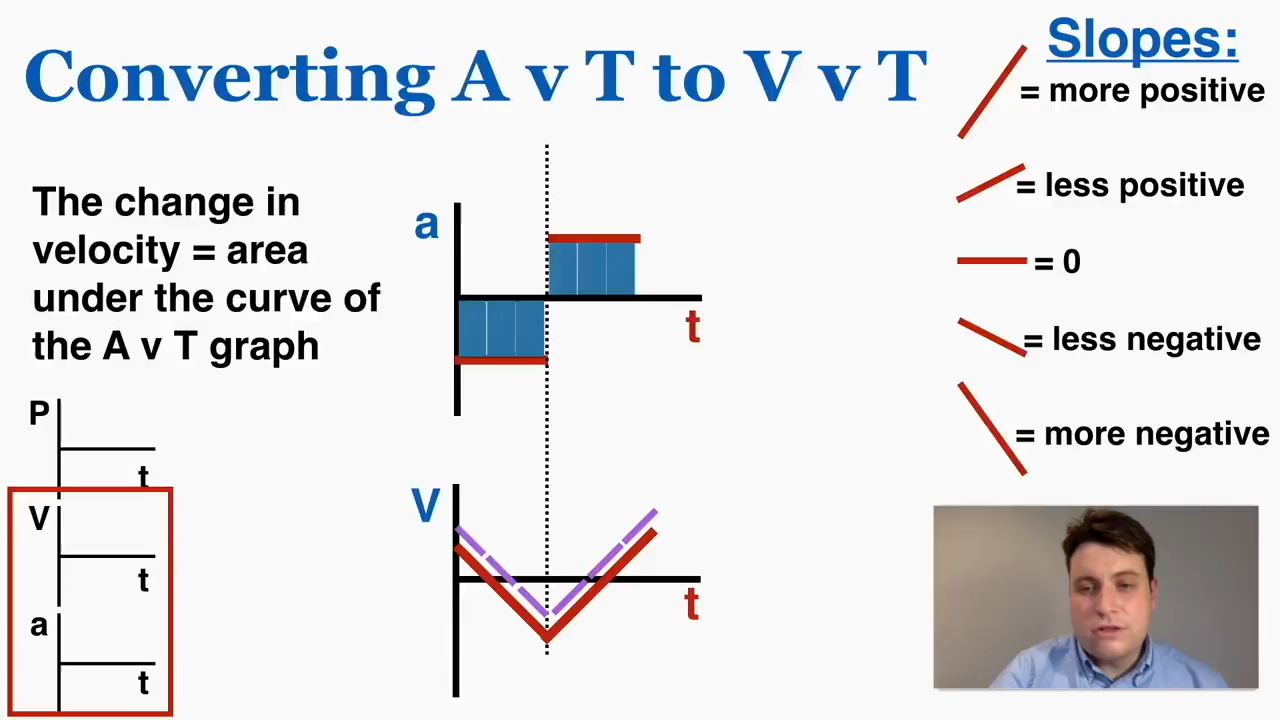 Converting A v T to V v T
The change in
velocity = area
under the curve of
the A v T graph
P
t
V
t
a
t
a
t
V
t
Slopes:
= more positive
= less positive
= 0
= less negative
= more negative